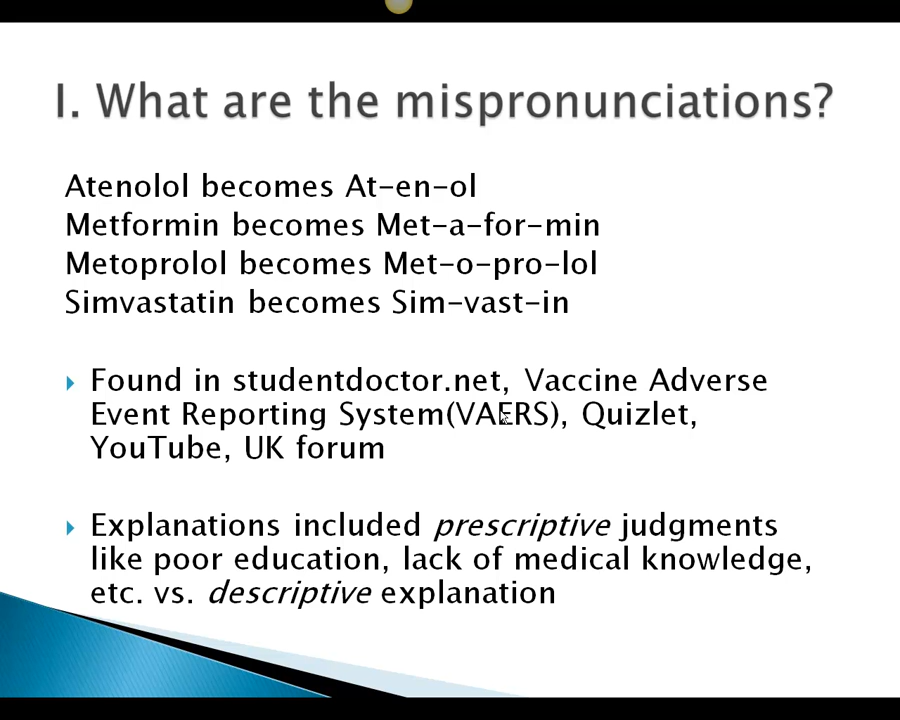 I. What are the mispronunciations?
Atenolol becomes At-en-ol
Metformin becomes Met-a-for-min
Metoprolol becomes Met-o-pro-lol
Simvastatin becomes Sim-vast-in
Found in studentdoctor.net, Vaccine Adverse
Event Reporting System(VAERS), Quizlet,
YouTube, UK forum
Explanations included prescriptive judgments
like poor education, lack of medical knowledge,
etc. vs. descriptive explanation